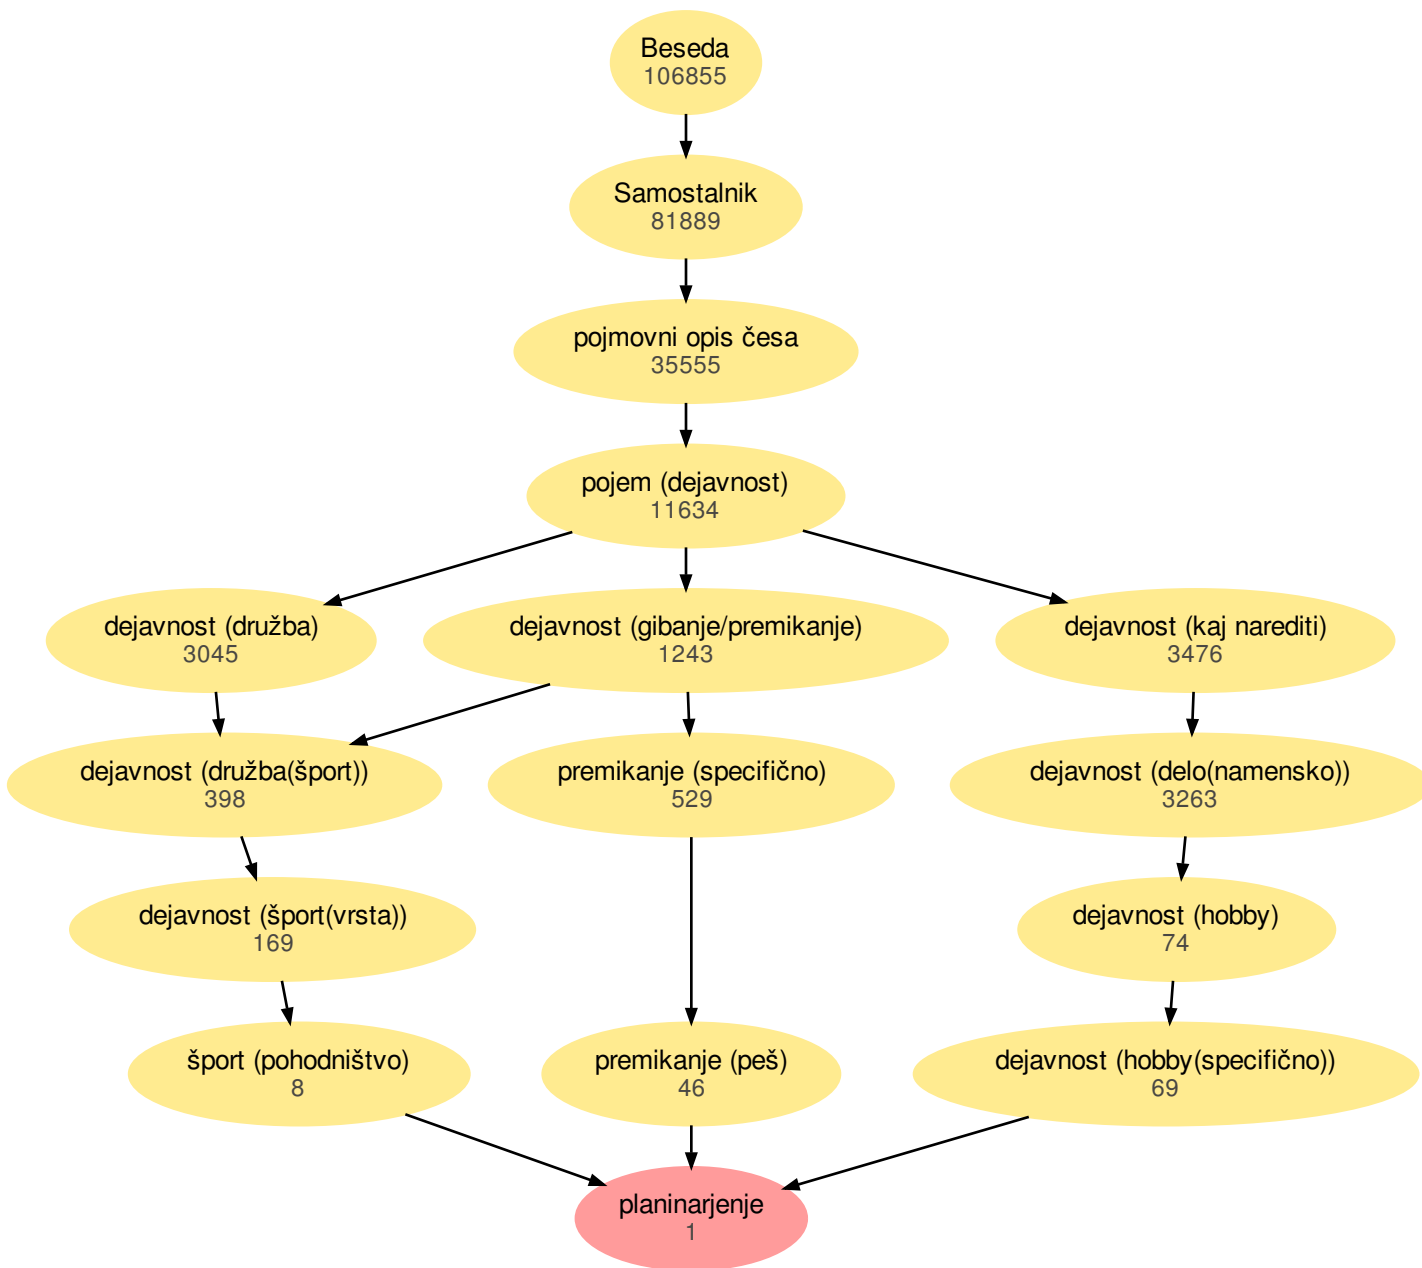 Beseda
106855
Samostalnik
81889
pojmovni opis česa
35555
pojem (dejavnost)
11634
dejavnost (družba)
3045
dejavnost (gibanje/premikanje)
1243
dejavnost (kaj narediti)
3476
dejavnost (družba(šport))
398
premikanje (specifično)
529
dejavnost (delo(namensko))
3263
dejavnost (šport(vrsta))
169
dejavnost (hobby)
74
šport (pohodništvo)
8
premikanje (peš)
46
dejavnost (hobby(specifično))
69
planinarjenje
1